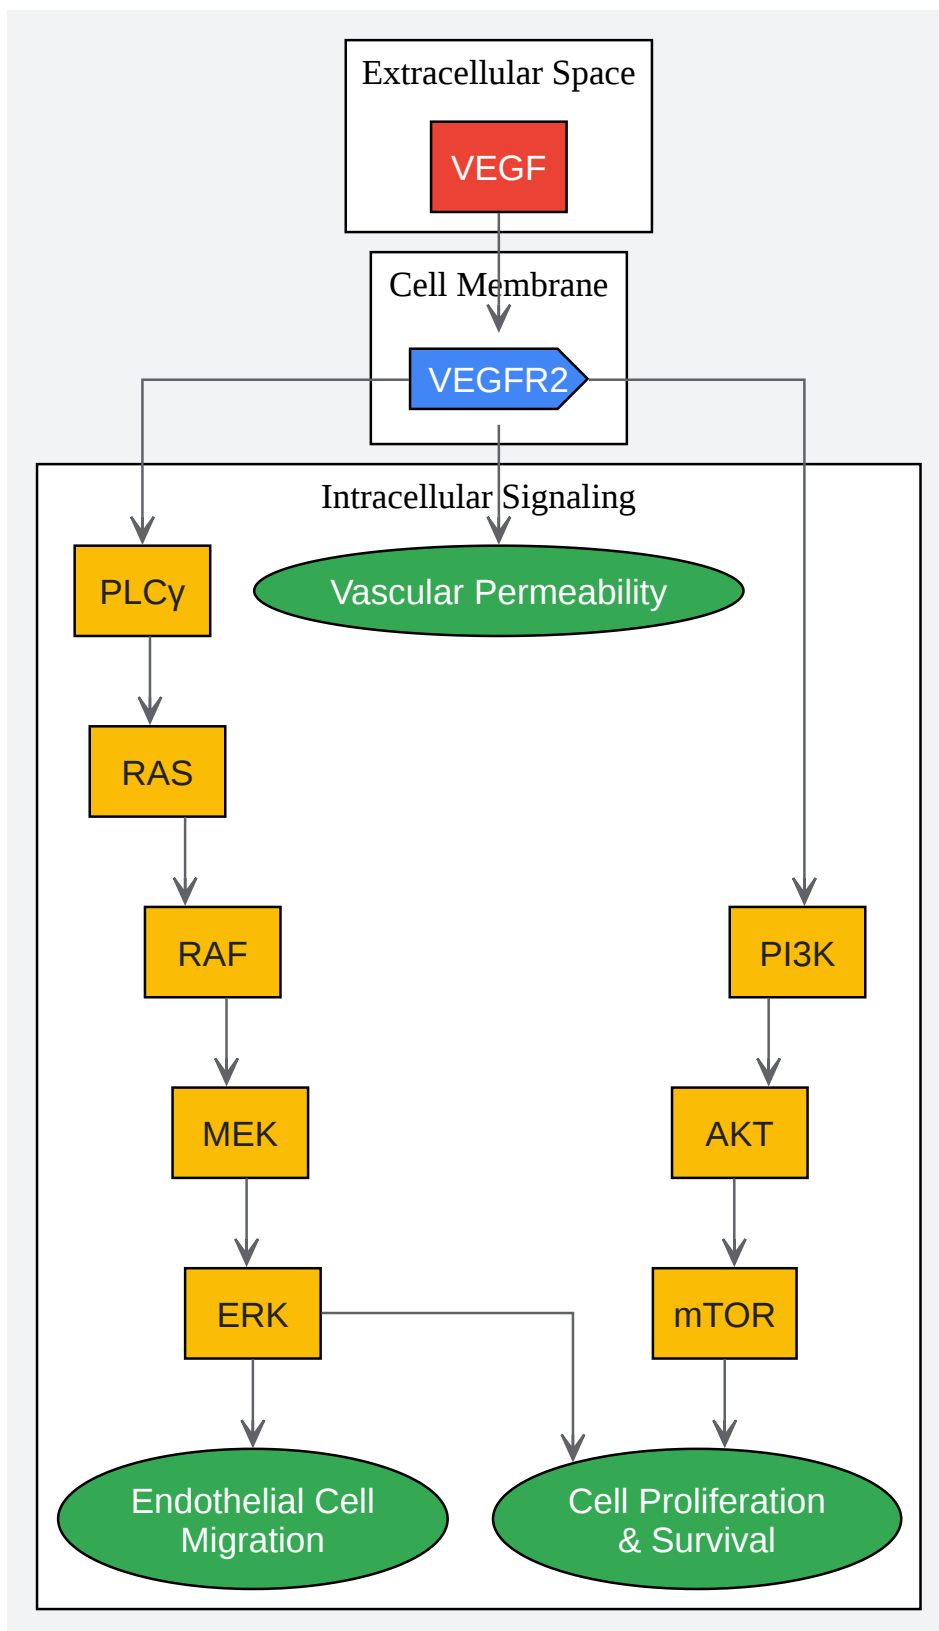 Extracellular Space
VEGF
Cell Membrane
VEGFR2
Intracellular Signaling
PLCγ
Vascular Permeability
RAS
RAF
PI3K
MEK
AKT
ERK
mTOR
Endothelial Cell
Migration
Cell Proliferation
& Survival